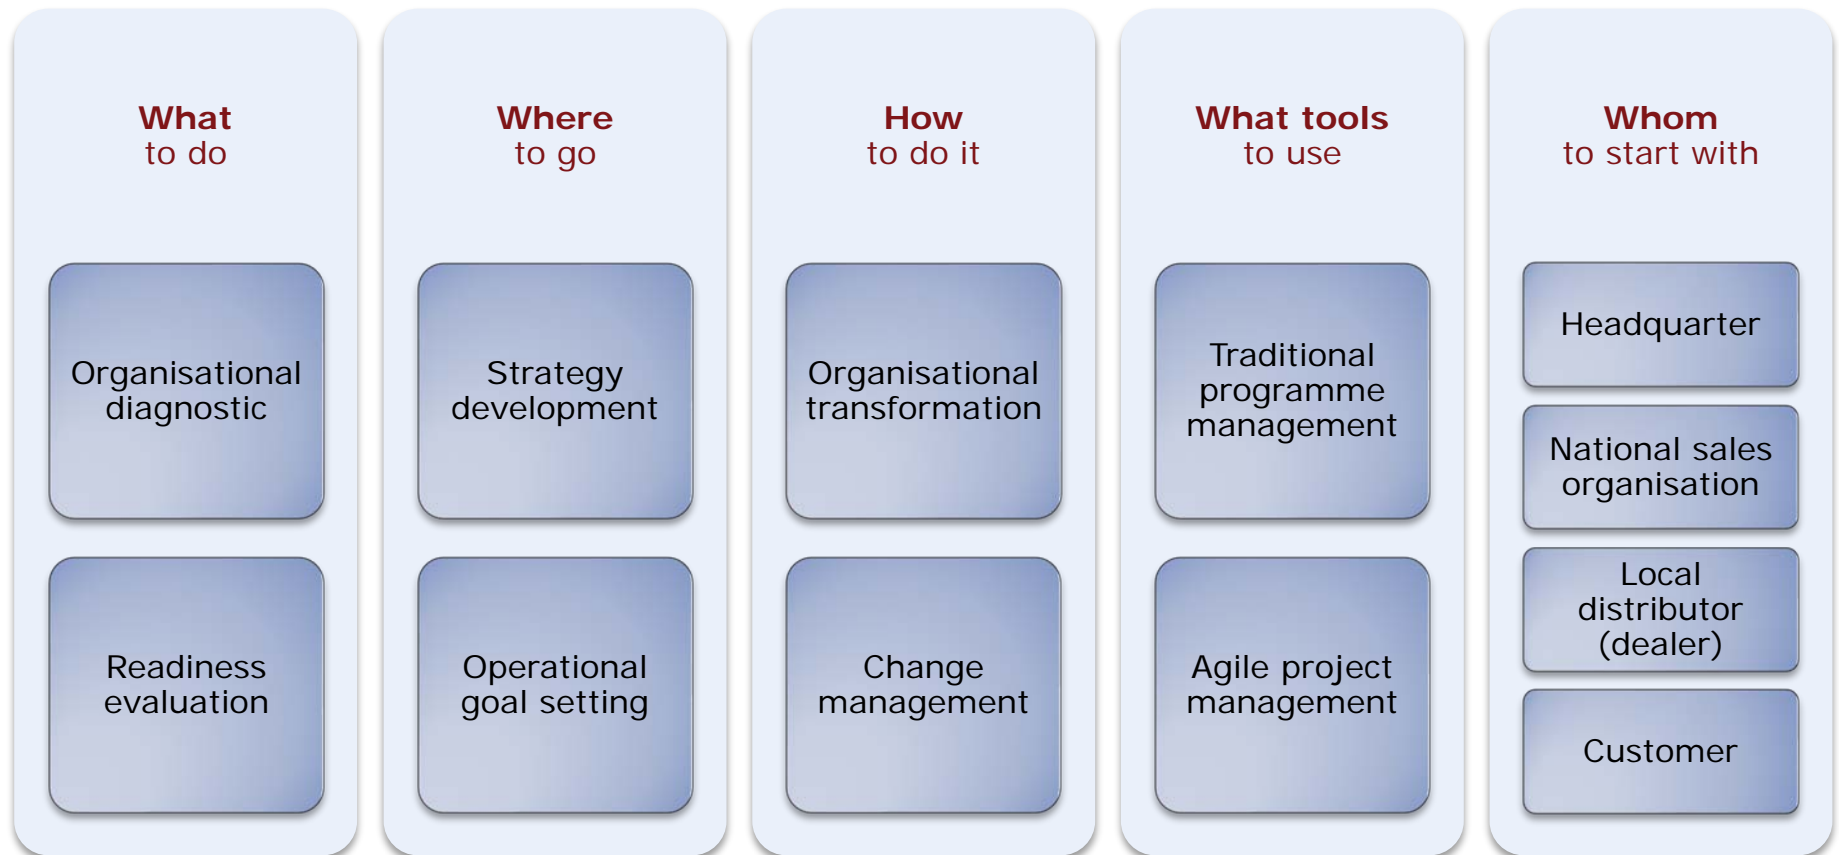 What
to do
Organisational
diagnostic
Readiness
evaluation
Where
to go
Strategy
development
Operational
goal setting
How
to do it
Organisational
transformation
Change
management
What tools
to use
Traditional
programme
management
Agile project
management
Whom
to start with
Headquarter
National sales
organisation
Local
distributor
(dealer)
Customer